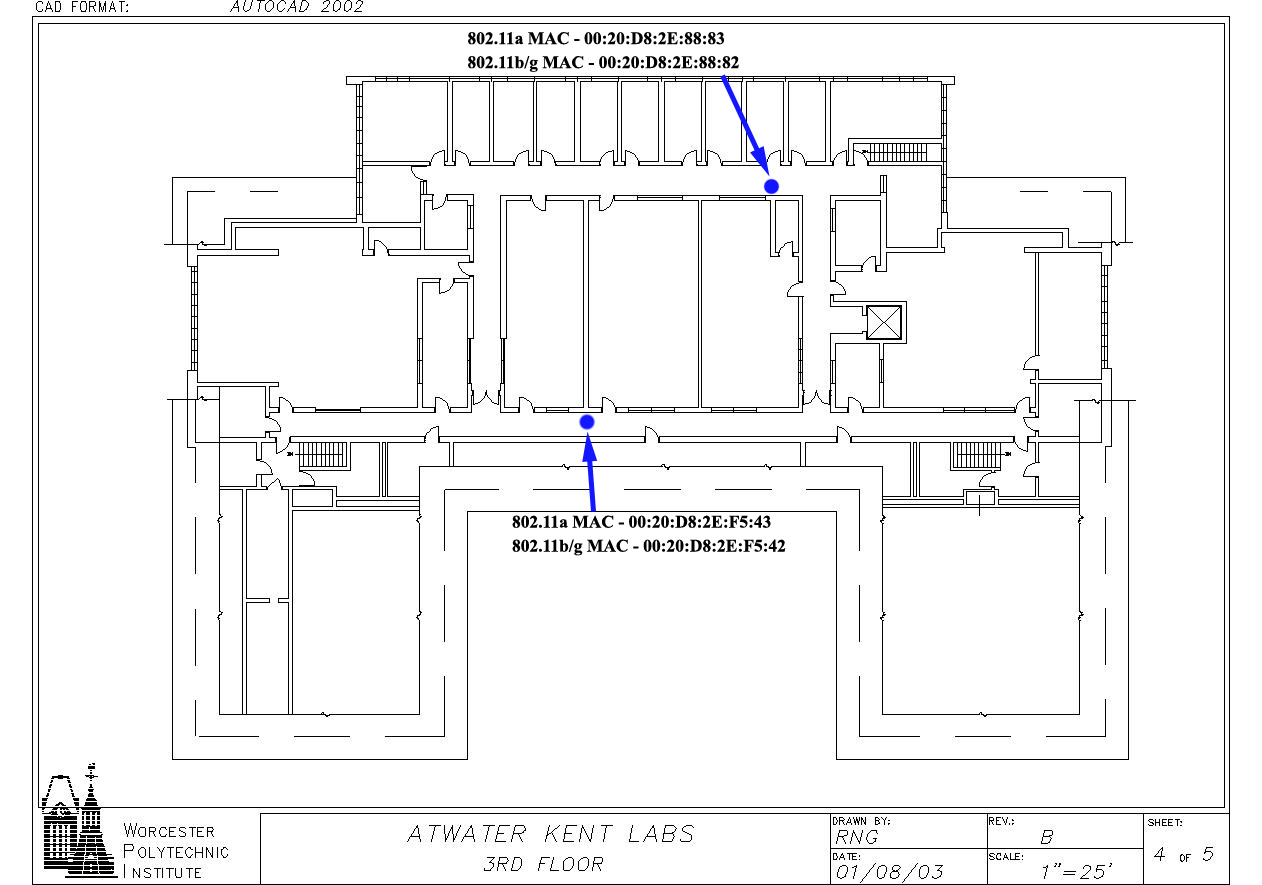 CAD FORMAT: AUTOCAD 2002
802.11a MAC - 00:20:D8:2E:88:83
802.11b/g MAC - 00:20:D8:2E:88:82
802.11a MAC - 00:20:D8:2E:F5:43
802.11b/g MAC - 00:20:D8:2E:F5:42
WORCESTER
POLYTECHNIC
INSTITUTE
ATWATER KENT LABS
3RD FLOOR
DRAWN BY:
RNG
DATE:
01/08/03
REV.:
B
SCALE:
1"=25'
SHEET:
4 OF 5